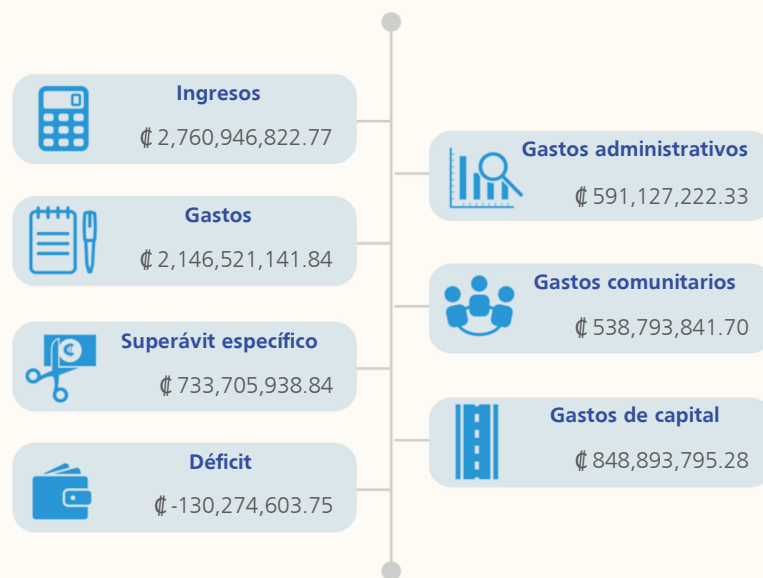 Ingresos
₡ 2,760,946,822.77
Gastos
₡ 2,146,521,141.84
Superávit específico
₡ 733,705,938.84
Déficit
₡ -130,274,603.75
Gastos administrativos
₡ 591,127,222.33
Gastos comunitarios
₡ 538,793,841.70
Gastos de capital
₡ 848,893,795.28